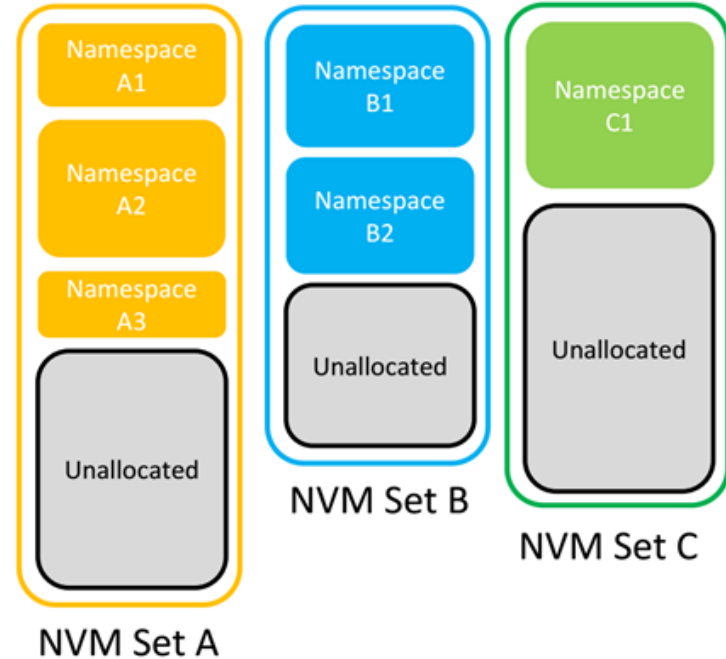 Namespace
A1
Namespace
A2
Namespace
A3
Unallocated
NVM Set A
Namespace
B1
Namespace
B2
Unallocated
NVM Set B
Namespace
C1
Unallocated
NVM Set C